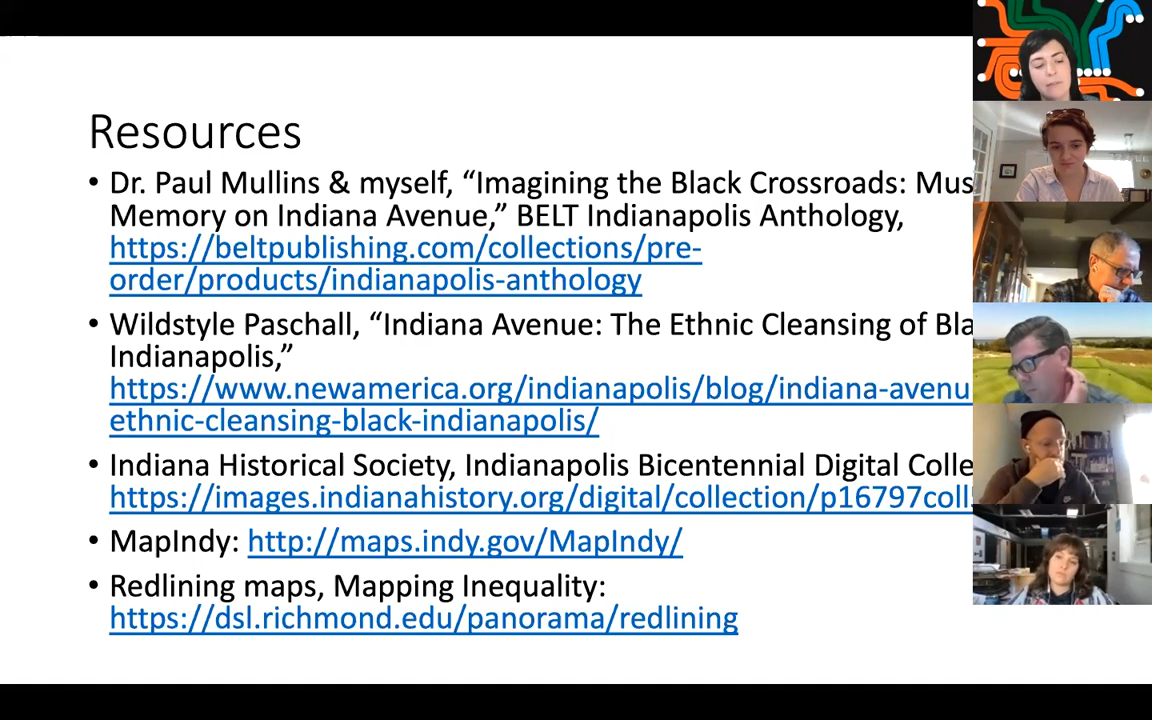 Resources
• Dr. Paul Mullins & myself, “Imagining the Black Crossroads:
Memory on Indiana Avenue,” BELT Indianapolis Anthology,
https://beltpublishing.com/collections/pre-
order/products/indianapolis-anthology
• Wildstyle Paschall, “Indiana Avenue: The Ethnic Cleansing of
Indianapolis,”
https://www.newamerica.org/indianapolis/blog/indiana-avenu
ethnic-cleansing-black-indianapolis/
• Indiana Historical Society, Indianapolis Bicentennial Digital
https://images.indianahistory.org/digital/collection/p16797coll
• MapIndy: http://maps.indy.gov/MapIndy/
• Redlining maps, Mapping Inequality:
https://dsl.richmond.edu/panorama/redlining